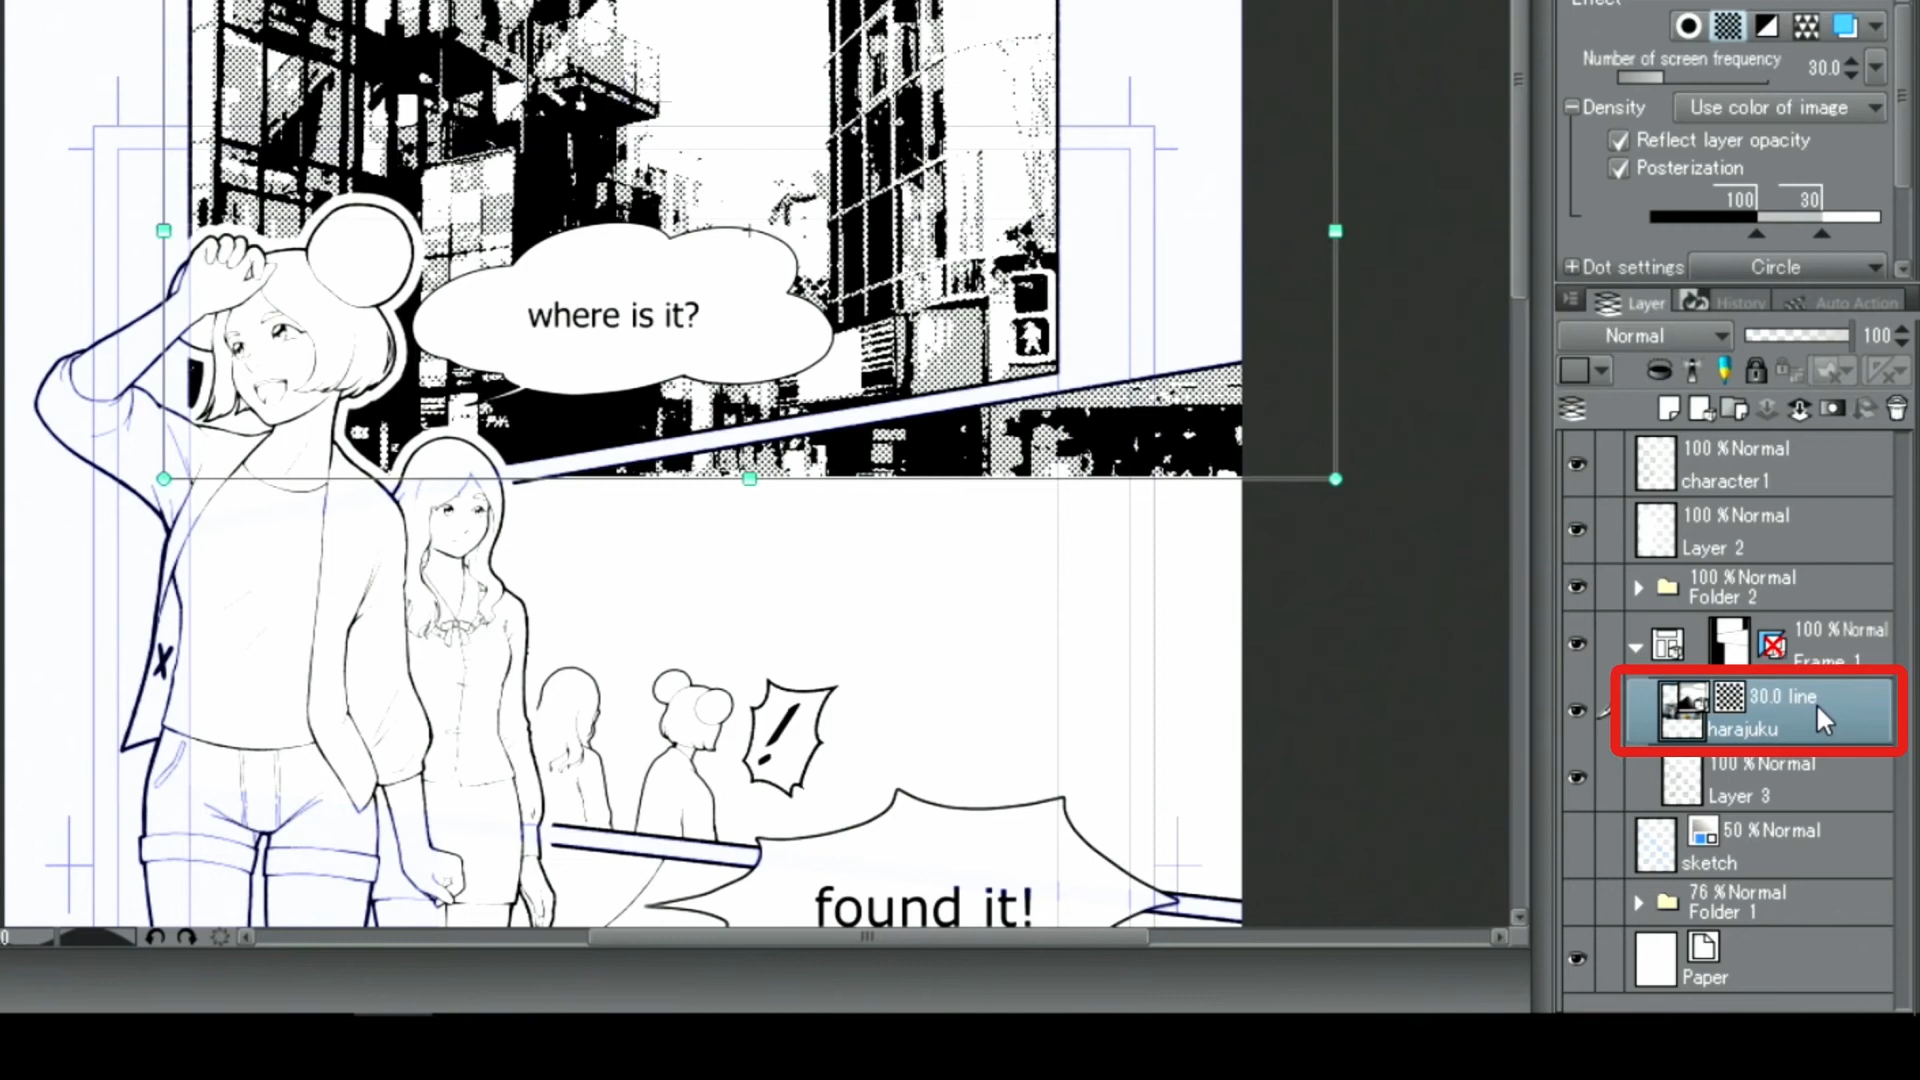 where is it?
!
found it!
0
Effect
Number of screen frequency
30.0
Density
Use color of image
Reflect layer opacity
Posterization
100
30
Dot settings
Circle
Layer
History
Auto Action
Normal
100
100 %Normal
character1
100 %Normal
Layer 2
100 %Normal
Folder 2
100 %Normal
Frame 1
30.0 line
harajuku
100 %Normal
Layer 3
50 %Normal
sketch
76 %Normal
Folder 1
Paper